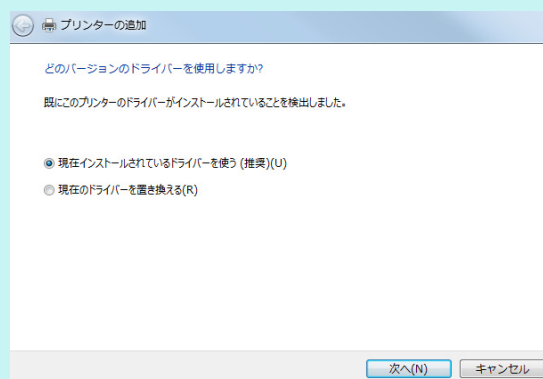 プリンターの追加
どのバージョンのドライバーを使用しますか?
既にこのプリンターのドライバーがインストールされていることを検出しました。
現在インストールされているドライバーを使う (推奨)(U)
現在のドライバーを置き換える(R)
次へ(N) キャンセル